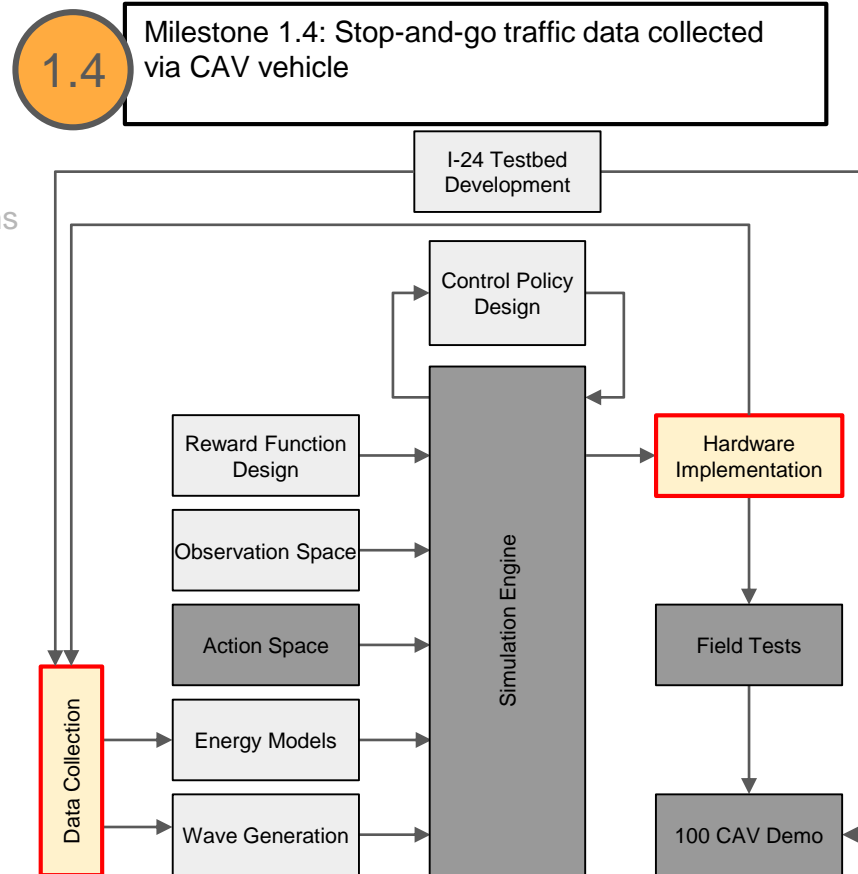 1.4
Milestone 1.4: Stop-and-go traffic data collected
via CAV vehicle
I-24 Testbed
Development
Control Policy
Design
Reward Function
Design
Hardware
Implementation
Observation Space
Simulation Engine
Action Space
Field Tests
Data Collection
Energy Models
Wave Generation
100 CAV Demo